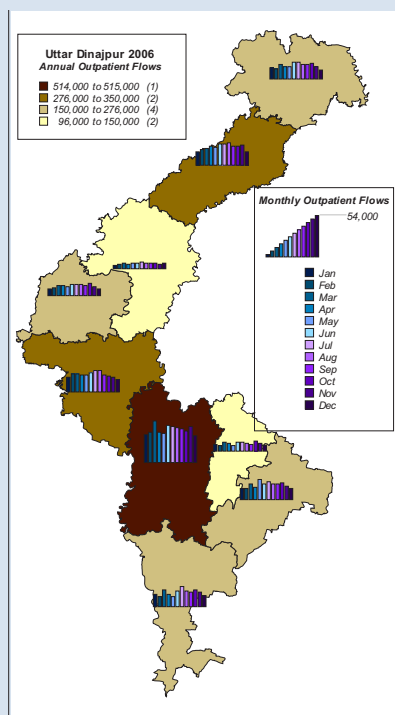 Uttar Dinajpur 2006
Annual Outpatient Flows
514,000 to 515,000 (1)
276,000 to 350,000 (2)
150,000 to 276,000 (4)
96,000 to 150,000 (2)
Monthly Outpatient Flows
54,000
Jan
Feb
Mar
Apr
May
Jun
Jul
Aug
Sep
Oct
Nov
Dec